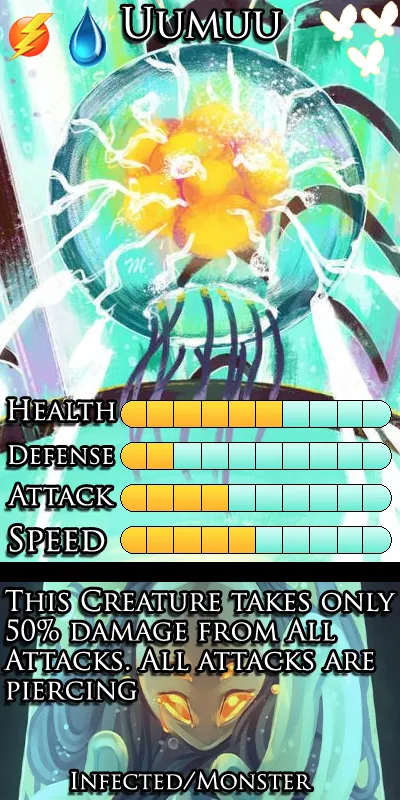 Uumuu
Health
Defense
Attack
Speed
This Creature takes only
50% damage from All
Attacks. All attacks are
piercing
Infected/Monster